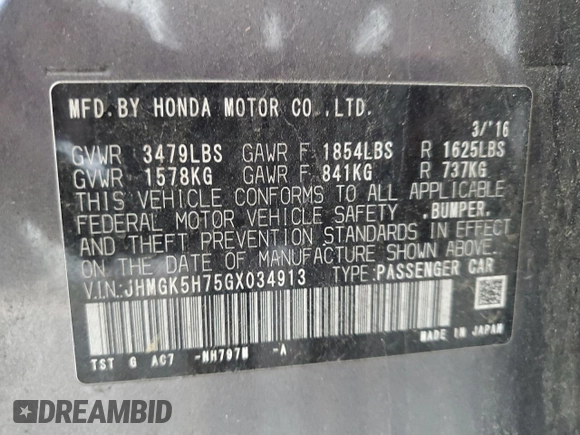 MFD.BY HONDA MOTOR CO.,LTD.
3/'16
GVWR 3479LBS GAWR F 1854LBS R 1625LBS
GVWR 1578KG GAWR F 841KG R 737KG
THIS VEHICLE CONFORMS TO ALL APPLICABLE
FEDERAL MOTOR VEHICLE SAFETY ,BUMPER,
AND THEFT PREVENTION STANDARDS IN EFFECT
ON THE DATE OF MANUFACTURE SHOWN ABOVE.
V.IN:JHMGK5H75GX034913 TYPE:PASSENGER CAR
MADE IN JAPAN
TST G AC7 -NH797M -A
DREAMBID